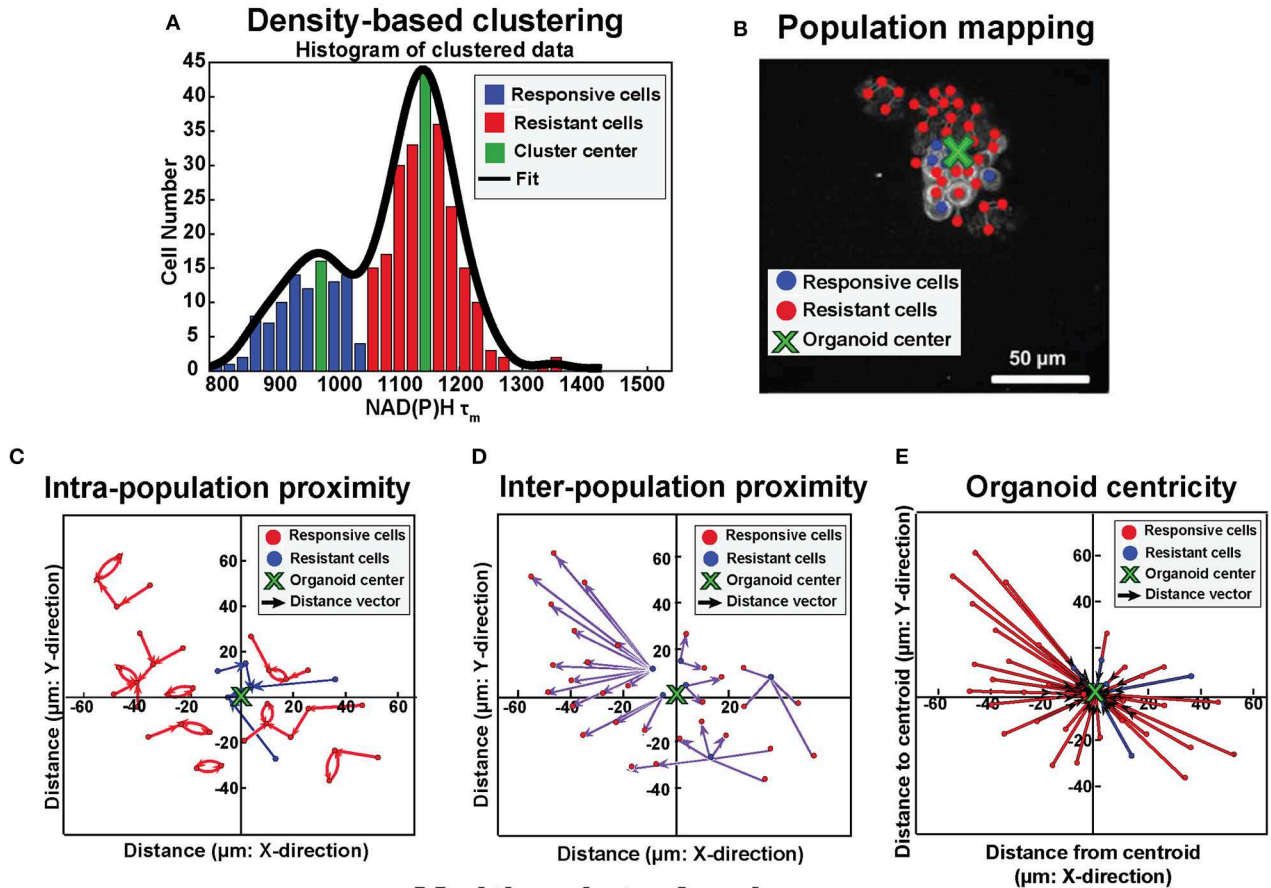 A
Density-based clustering
Histogram of clustered data
45
40
35
30
25
20
15
10
5
0
Cell Number
800 900 1000 1100 1200 1300 1400 1500
NAD(P)H τm
Responsive cells
Resistant cells
Cluster center
Fit
B
Population mapping
Responsive cells
Resistant cells
Organoid center
50 µm
C
Intra-population proximity
Responsive cells
Resistant cells
Organoid center
Distance vector
60
40
20
-60 -40 -20 20 40 60
-20
-40
Distance (µm: Y-direction)
Distance (µm: X-direction)
D
Inter-population proximity
Responsive cells
Resistant cells
Organoid center
Distance vector
60
40
20
-60 -40 -20 20 60
-20
-40
Distance (µm: Y-direction)
Distance (µm: X-direction)
E
Organoid centricity
Responsive cells
Resistant cells
Organoid center
Distance vector
60
40
-60 -40 -20 20 40 60
-20
-40
Distance to centroid (µm: Y-direction)
Distance from centroid
(µm: X-direction)